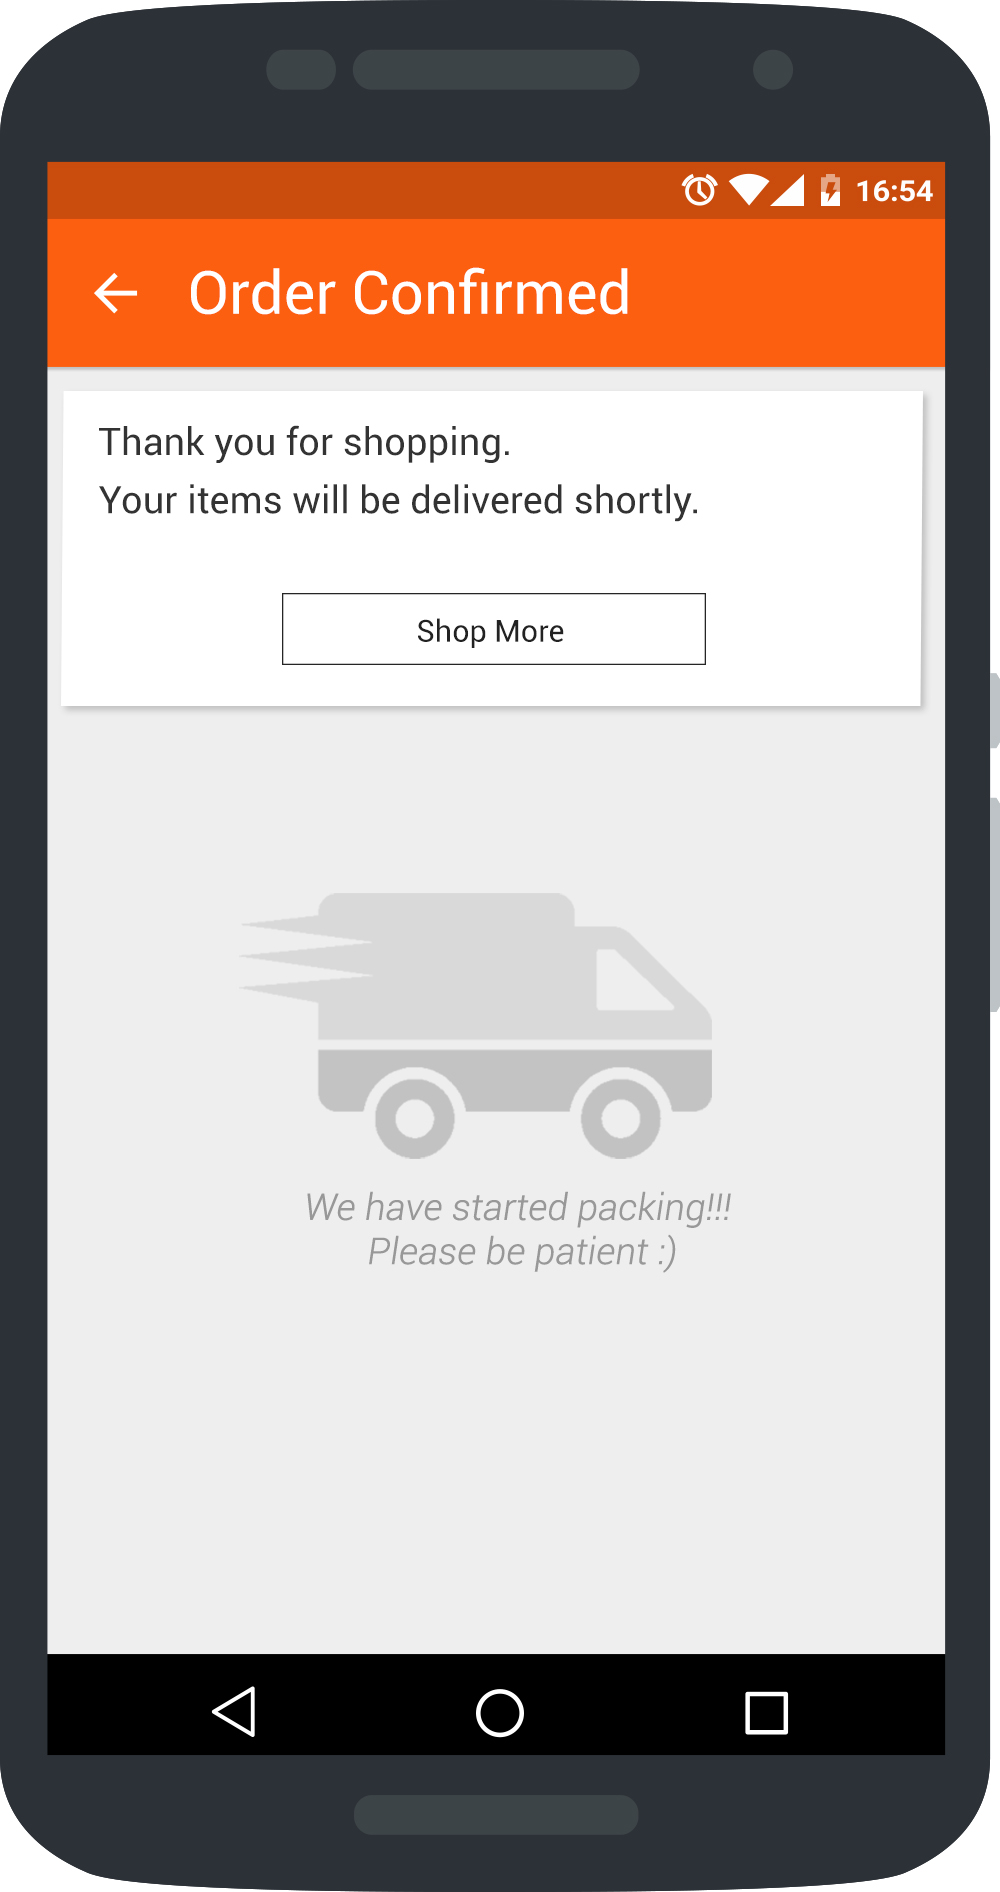 16:54
Order Confirmed
Thank you for shopping.
Your items will be delivered shortly.
Shop More
We have started packing!!!
Please be patient :)